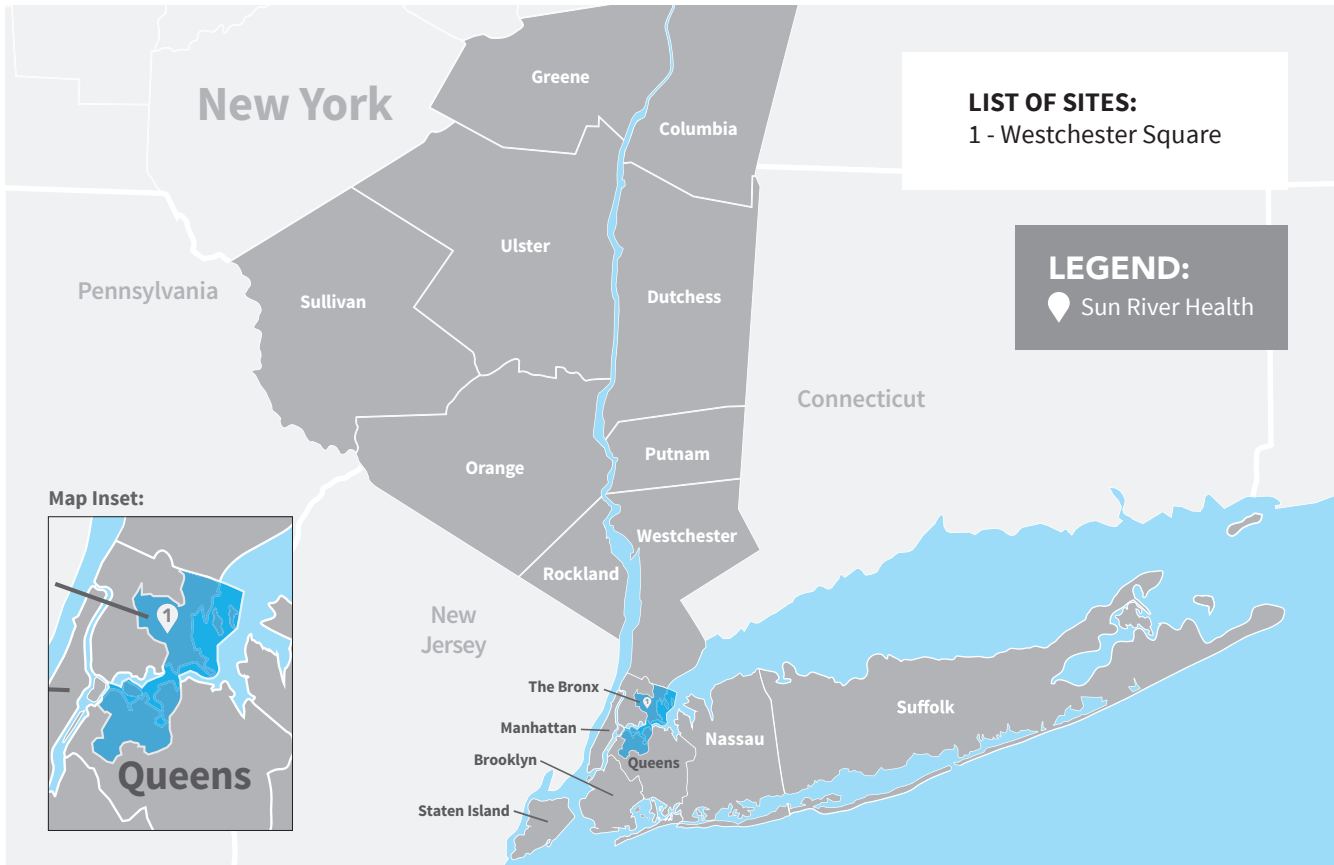 New York
Greene
Columbia
LIST OF SITES:
1 - Westchester Square
Ulster
Pennsylvania
Sullivan
Dutchess
LEGEND:
Sun River Health
Connecticut
Orange
Putnam
Map Inset:
Westchester
Rockland
New
Jersey
1
Queens
The Bronx
1
Manhattan
Brooklyn
Queens
Staten Island
Nassau
Suffolk